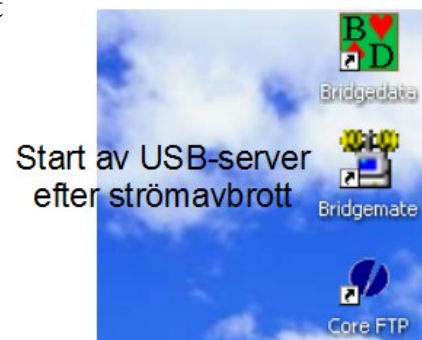 Bridgedata
Start av USB-server
efter strömavbrott
Bridgemate
Core FTP